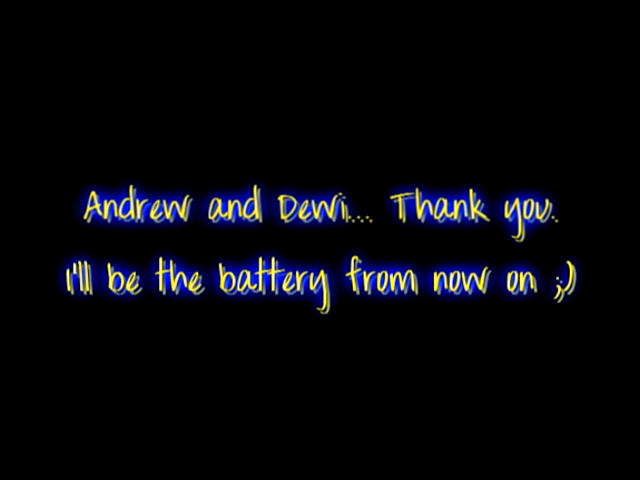 Andrew and Dewi... Thank you.
I'll be the battery from now on ;)